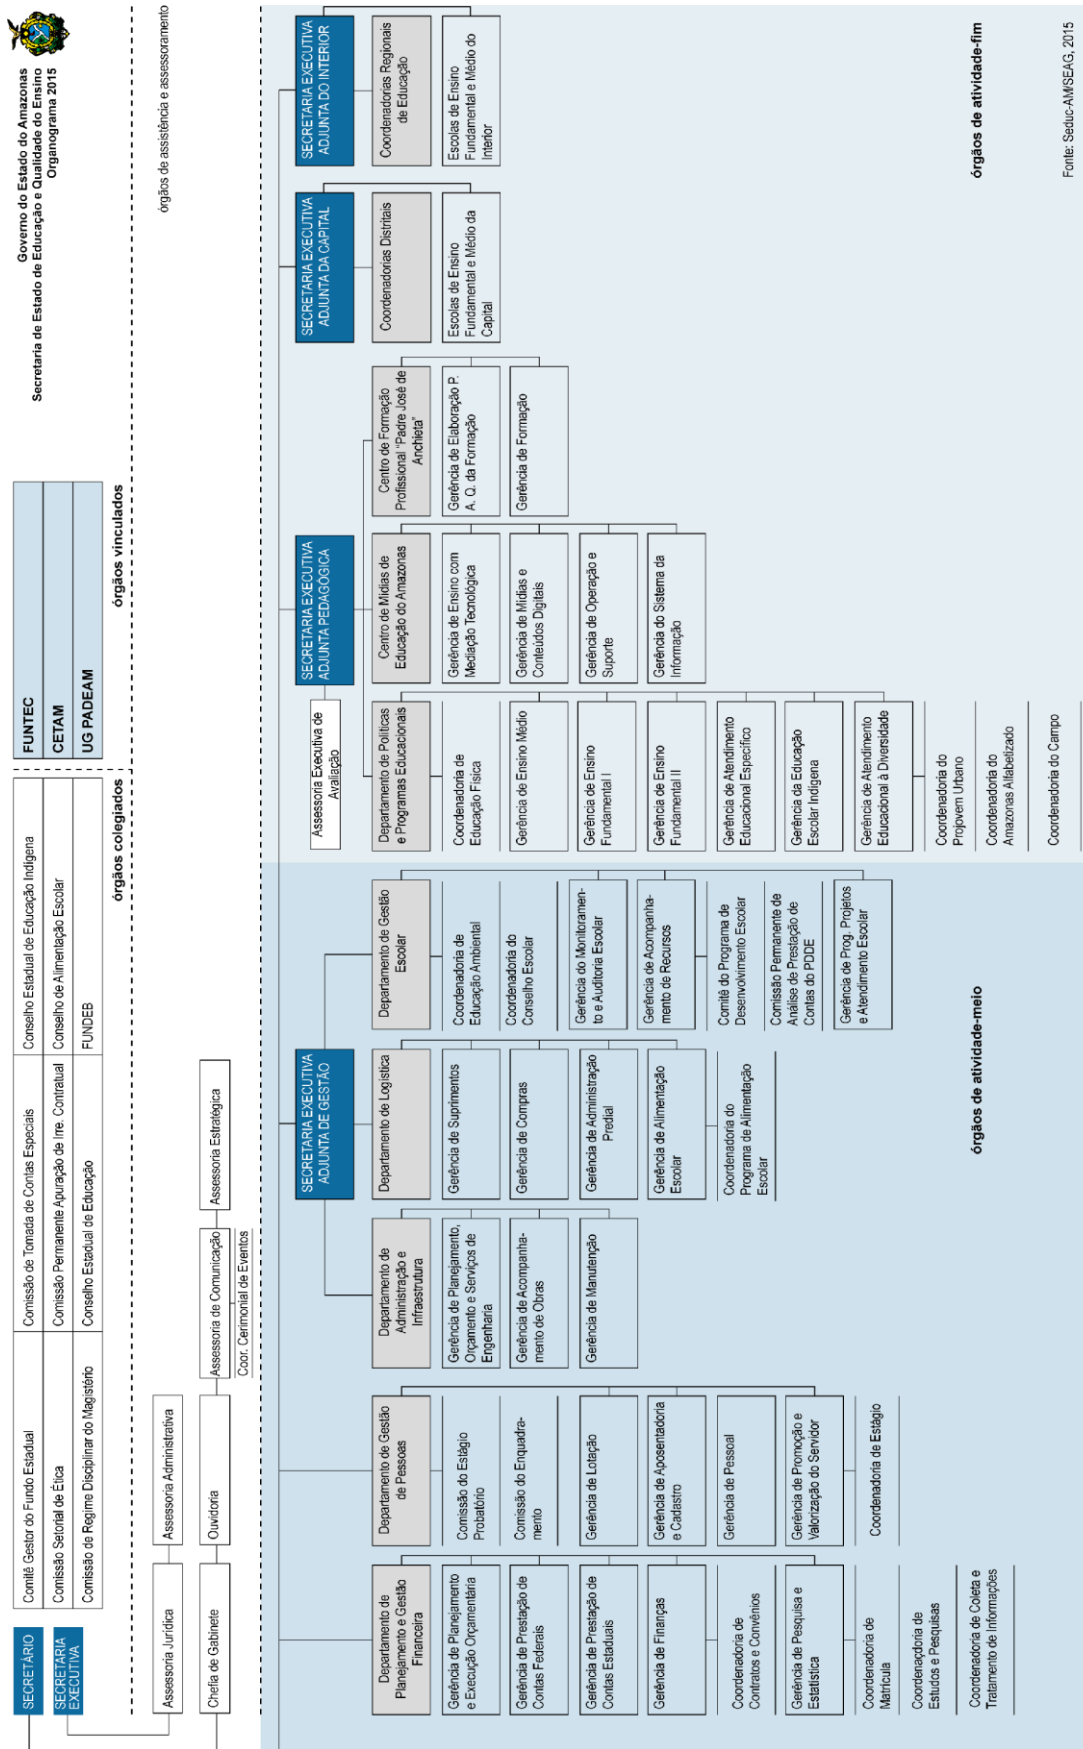 Governo do Estado do Amazonas
Secretaria de Estado de Educação e Qualidade do Ensino
Organograma 2015
SECRETÁRIO
SECRETARIA
EXECUTIVA
Comitê Gestor do Fundo Estadual
Comissão de Tomada de Contas Especiais
Conselho Estadual de Educação Indígena
Comissão Setorial de Ética
Comissão Permanente Apuração de Irre. Contratual
Conselho de Alimentação Escolar
Comissão de Regime Disciplinar do Magistério
Conselho Estadual de Educação
FUNDEB
órgãos colegiados
FUNTEC
CETAM
UG PADEAM
órgãos vinculados
Assessoria Jurídica
Assessoria Administrativa
órgãos de assistência e assessoramento
Chefia de Gabinete
Ouvidoria
Assessoria de Comunicação
Assessoria Estratégica
Coor. Cerimonial de Eventos
Departamento de
Planejamento e Gestão
Financeira
Gerência de Planejamento
e Execução Orçamentária
Gerência de Prestação de
Contas Federais
Gerência de Prestação de
Contas Estaduais
Gerência de Finanças
Coordenadoria de
Contratos e Convênios
Gerência de Pesquisa e
Estatística
Coordenadoria de
Matrícula
Coordenaçdoria de
Estudos e Pesquisas
Coordenadoria de Coleta e
Tratamento de Informações
Departamento de Gestão
de Pessoas
Comissão do Estágio
Probatório
Comissão do Enquadra-
mento
Gerência de Lotação
Gerência de Aposentadoria
e Cadastro
Gerência de Pessoal
Gerência de Promoção e
Valorização do Servidor
Coordenadoria de Estágio
SECRETARIA EXECUTIVA
ADJUNTA DE GESTÃO
Departamento de
Administração e
Infraestrutura
Gerência de Planejamento,
Orçamento e Serviços de
Engenharia
Gerência de Acompanha-
mento de Obras
Gerência de Manutenção
Departamento de Logística
Gerência de Suprimentos
Gerência de Compras
Gerência de Administração
Predial
Gerência de Alimentação
Escolar
Coordenadoria do
Programa de Alimentação
Escolar
Departamento de Gestão
Escolar
Coordenadoria de
Educação Ambiental
Coordenadoria do
Conselho Escolar
Gerência do Monitoramen-
to e Auditoria Escolar
Gerência de Acompanha-
mento de Recursos
Comitê do Programa de
Desenvolvimento Escolar
Comissão Permanente de
Análise de Prestação de
Contas do PDDE
Gerência de Prog. Projetos
e Atendimento Escolar
órgãos de atividade-meio
SECRETARIA EXECUTIVA
ADJUNTA PEDAGÓGICA
Assessoria Executiva de
Avaliação
Departamento de Políticas
e Programas Educacionais
Coordenadoria de
Educação Física
Gerência de Ensino Médio
Gerência de Ensino
Fundamental I
Gerência de Ensino
Fundamental II
Gerência de Atendimento
Educacional Específico
Gerência da Educação
Escolar Indígena
Gerência de Atendimento
Educacional à Diversidade
Coordenadoria do
Projovem Urbano
Coordenadoria do
Amazonas Alfabetizado
Coordenadoria do Campo
Centro de Mídias de
Educação do Amazonas
Gerência de Ensino com
Mediação Tecnológica
Gerência de Mídias e
Conteúdos Digitais
Gerência de Operação e
Suporte
Gerência do Sistema da
Informação
Centro de Formação
Profissional "Padre José de
Anchieta"
Gerência de Elaboração P.
A. Q. da Formação
Gerência de Formação
SECRETARIA EXECUTIVA
ADJUNTA DA CAPITAL
Coordenadorias Distritais
Escolas de Ensino
Fundamental e Médio da
Capital
SECRETARIA EXECUTIVA
ADJUNTA DO INTERIOR
Coordenadorias Regionais
de Educação
Escolas de Ensino
Fundamental e Médio do
Interior
órgãos de atividade-fim
Fonte: Seduc-AM/SEAG, 2015